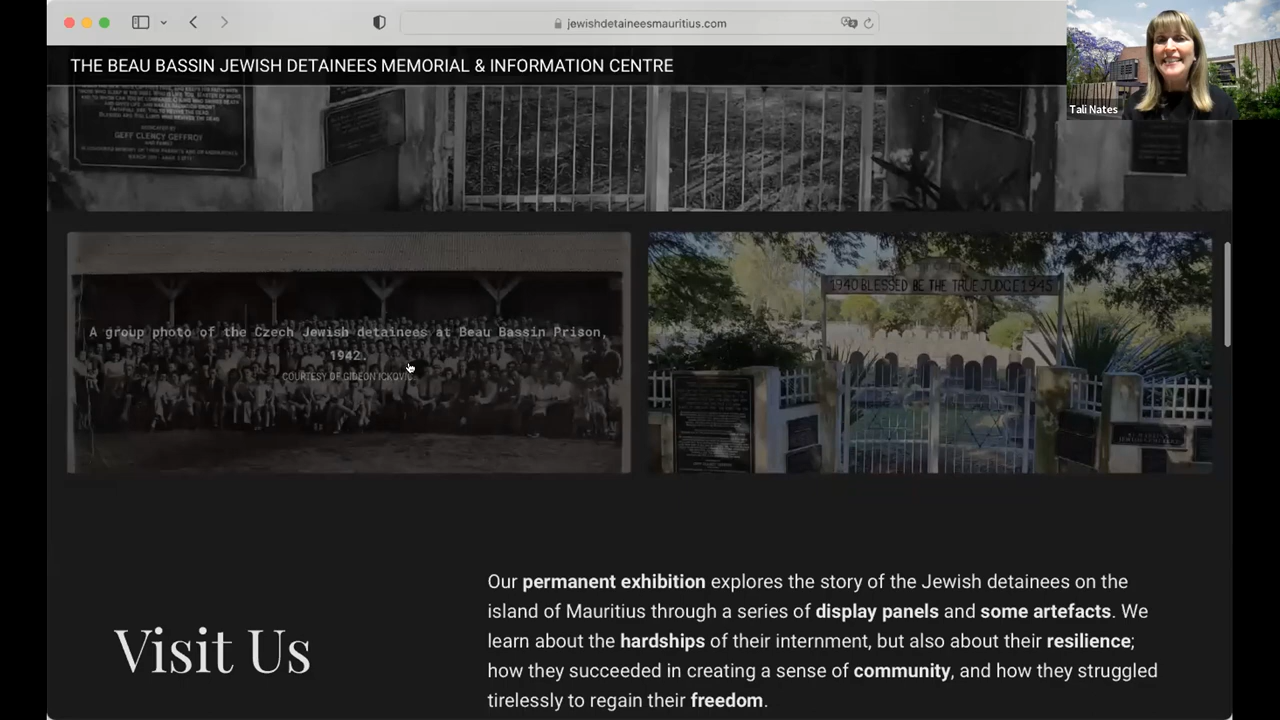 jewishdetaineesmauritius.com
THE BEAU BASSIN JEWISH DETAINEES MEMORIAL & INFORMATION CENTRE
Tali Nates
GEFF CLENCY GEFFROY
1940 BLESSED BE THE TRUE JUDGE 1945
A group photo of the Czech Jewish detainees at Beau Bassin Prison,
1942.
COURTESY OF GIDEON
Our permanent exhibition explores the story of the Jewish detainees on the
island of Mauritius through a series of display panels and some artefacts. We
learn about the hardships of their internment, but also about their resilience;
how they succeeded in creating a sense of community, and how they struggled
tirelessly to regain their freedom.
Visit Us